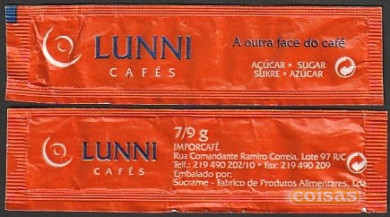 LUNNI
CAFÉS
A outra face do café
AÇÚCAR · SUGAR
SUKRE · AZÚCAR
LUNNI
CAFÉS
7/9 g
IMPORCAFÉ
Rua Comandante Ramiro Correia, Lote 97 R/C
Telf.: 219 490 202/10 · Fax: 219 490 209
Embalado por:
Sucrame - Fabrico de Produtos Alimentares, Lda
coisas